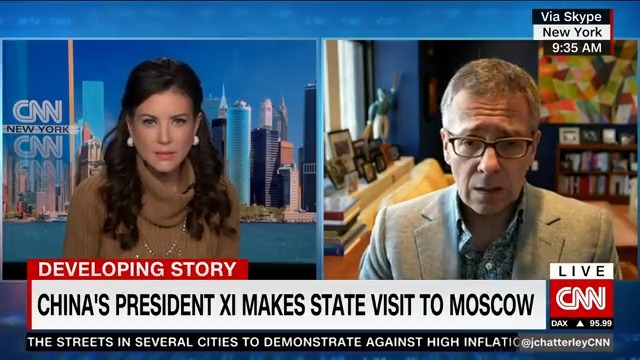 Via Skype
New York
9:35 AM
CNN
NEW YORK
CNN
CNN
DEVELOPING STORY
CHINA'S PRESIDENT XI MAKES STATE VISIT TO MOSCOW
LIVE
CNN
DAX ▲ 95.99
THE STREETS IN SEVERAL CITIES TO DEMONSTRATE AGAINST HIGH INFLATIO
@jchatterleyCNN